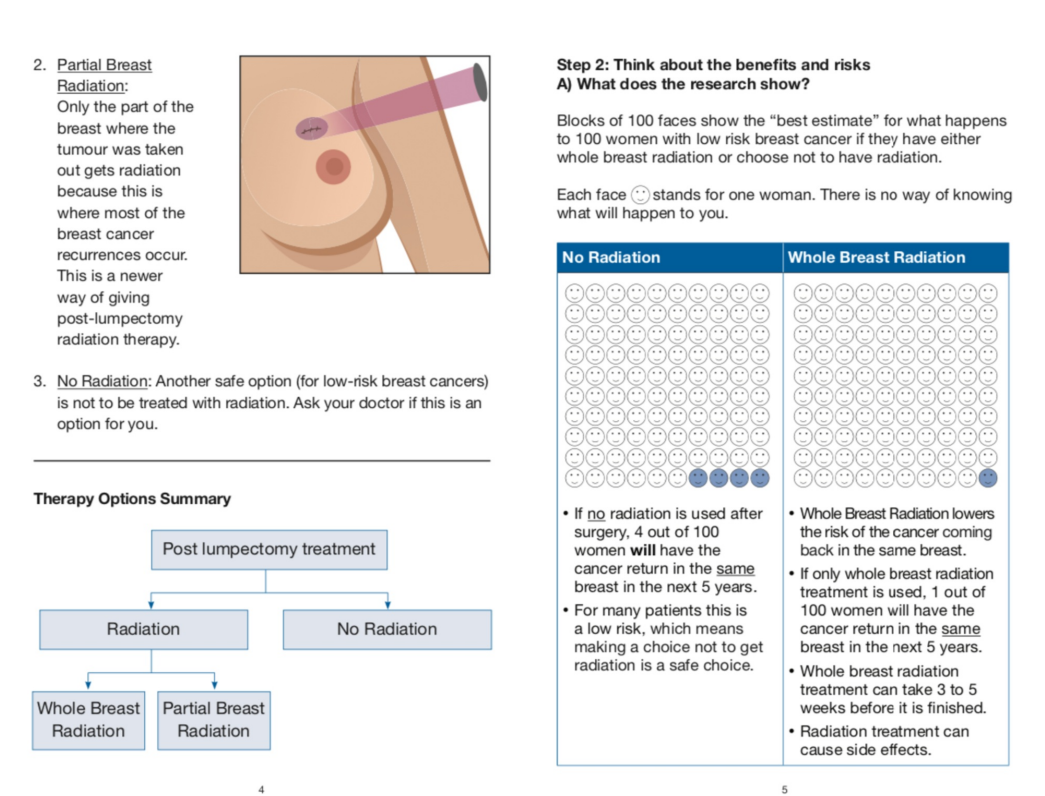 2. Partial Breast
Radiation:
Only the part of the
breast where the
tumour was taken
out gets radiation
because this is
where most of the
breast cancer
recurrences occur.
This is a newer
way of giving
post-lumpectomy
radiation therapy.
3. No Radiation: Another safe option (for low-risk breast cancers)
is not to be treated with radiation. Ask your doctor if this is an
option for you.
Therapy Options Summary
Post lumpectomy treatment
Radiation
No Radiation
Whole Breast
Radiation
Partial Breast
Radiation
4
Step 2: Think about the benefits and risks
A) What does the research show?
Blocks of 100 faces show the “best estimate” for what happens
to 100 women with low risk breast cancer if they have either
whole breast radiation or choose not to have radiation.
Each face stands for one woman. There is no way of knowing
what will happen to you.
No Radiation
• If no radiation is used after
surgery, 4 out of 100
women will have the
cancer return in the same
breast in the next 5 years.
• For many patients this is
a low risk, which means
making a choice not to get
radiation is a safe choice.
Whole Breast Radiation
• Whole Breast Radiation lowers
the risk of the cancer coming
back in the same breast.
• If only whole breast radiation
treatment is used, 1 out of
100 women will have the
cancer return in the same
breast in the next 5 years.
• Whole breast radiation
treatment can take 3 to 5
weeks before it is finished.
• Radiation treatment can
cause side effects.
5